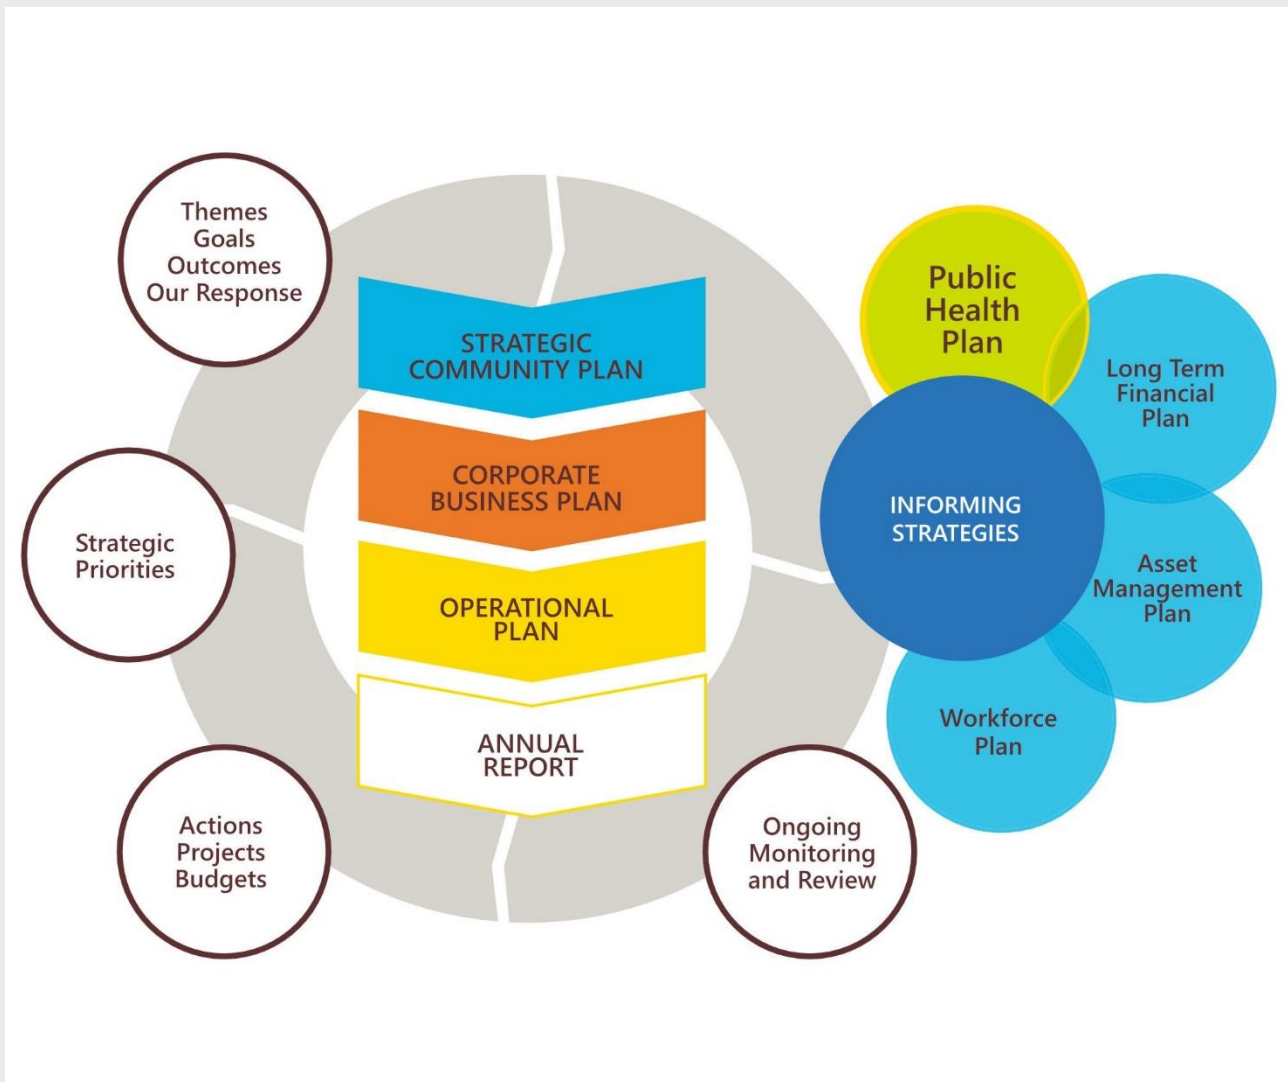 Themes
Goals
Outcomes
Our Response
STRATEGIC
COMMUNITY PLAN
Public
Health
Plan
Long Term
Financial
Plan
CORPORATE
BUSINESS PLAN
INFORMING
STRATEGIES
Strategic
Priorities
Asset
Management
Plan
OPERATIONAL
PLAN
Workforce
Plan
ANNUAL
REPORT
Actions
Projects
Budgets
Ongoing
Monitoring
and Review